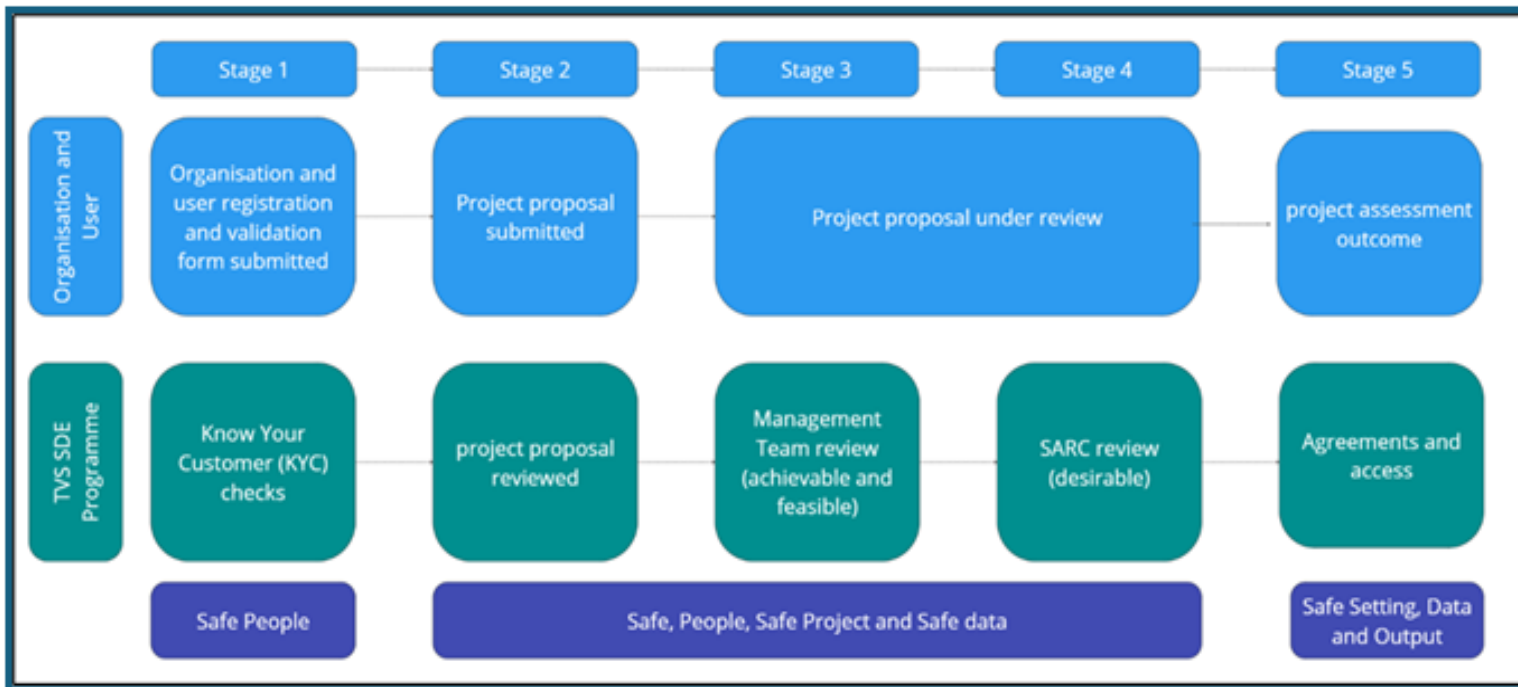 Stage 1
Stage 2
Stage 3
Stage 4
Stage 5
Organisation and
User
Organisation and
user registration
and validation
form submitted
Project proposal
submitted
Project proposal under review
project assessment
outcome
TVS SDE
Programme
Know Your
Customer (KYC)
checks
project proposal
reviewed
Management
Team review
(achievable and
feasible)
SARC review
(desirable)
Agreements and
access
Safe People
Safe, People, Safe Project and Safe data
Safe Setting, Data
and Output